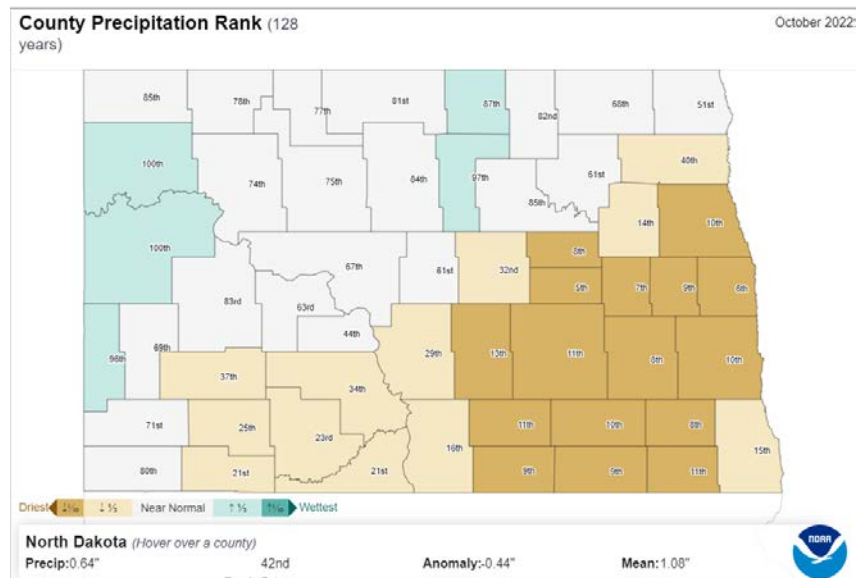 County Precipitation Rank (128 years)
October 2022:
85th 78th 77th 81st 87th 82nd 68th 51st
100th 74th 75th 84th 97th 85th 61st 40th
14th 10th
100th 83rd 67th 61st 32nd 8th
5th 7th 9th 6th
63rd 44th
96th 69th 37th 34th 29th 13th 11th 8th 10th
71st 25th 23rd 16th 11th 10th 8th 15th
80th 21st 21st 9th 9th 11th
Driest Near Normal Wettest
North Dakota (Hover over a county)
Precip:0.64" 42nd Anomaly:-0.44" Mean:1.08"
NOAA